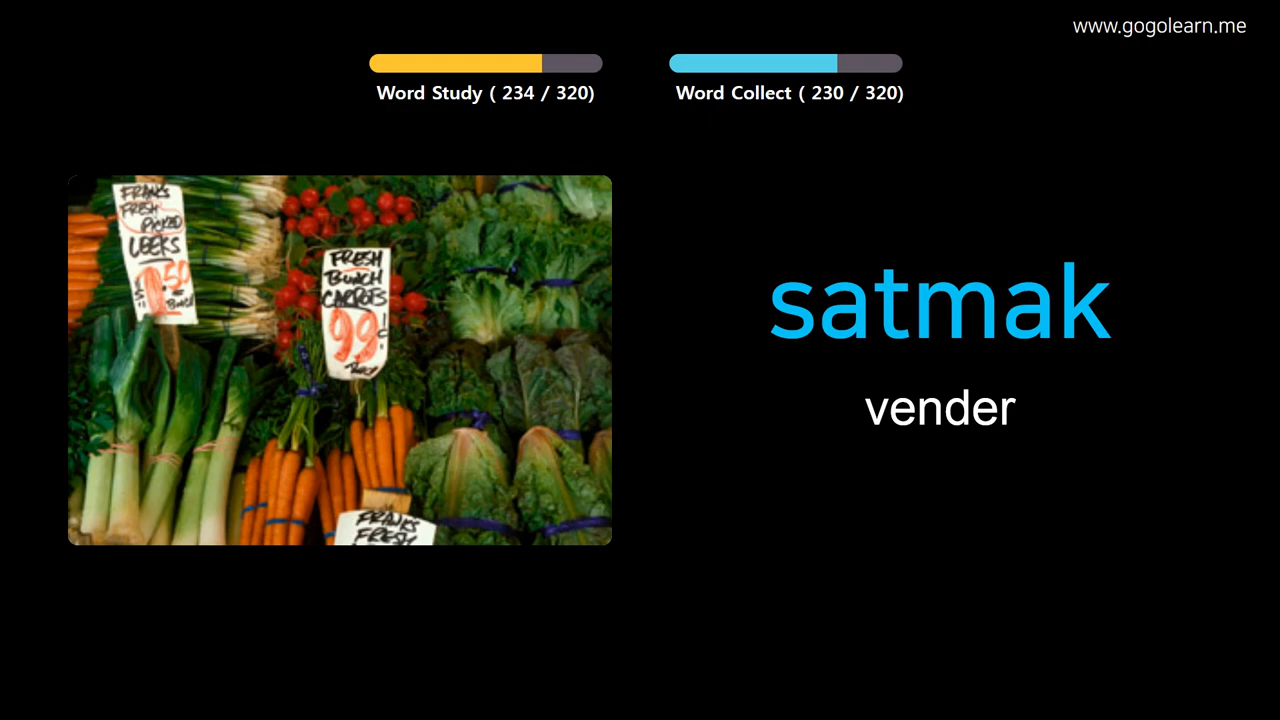 www.gogolearn.me
Word Study ( 234 / 320)
Word Collect ( 230 / 320)
FRANK'S
FRESH
PICKED
LEEKS
FRESH
BUNCH
CARROTS
99
FRANK'S
FRESH
satmak
vender